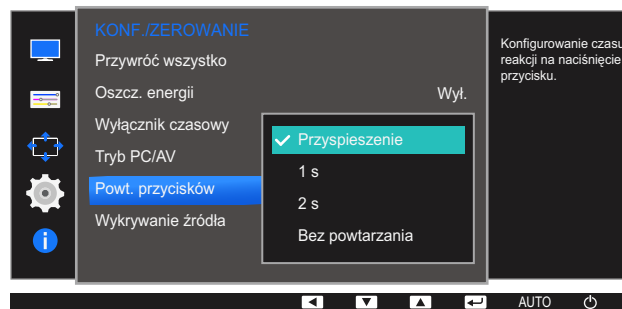 KONF./ZEROWANIE
Przywróć wszystko
Oszcz. energii Wył.
Wyłącznik czasowy
Tryb PC/AV
Powt. przycisków
Wykrywanie źródła
Przyspieszenie
1 s
2 s
Bez powtarzania
Konfigurowanie czasu
reakcji na naciśnięcie
przycisku.
AUTO